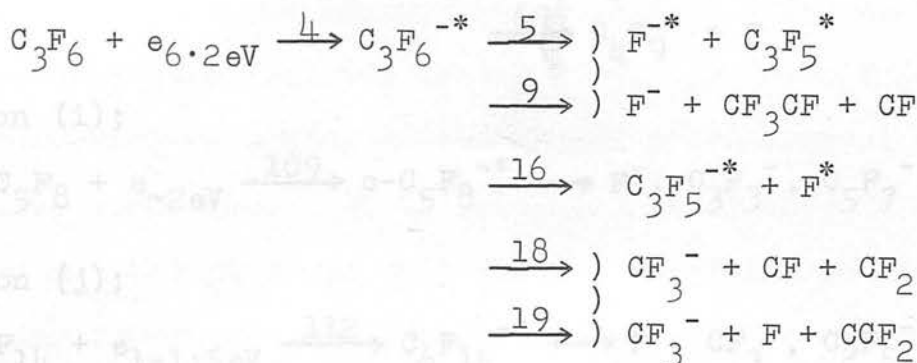 C₃F₆ + e₆.₂eV —4→ C₃F₆⁻* —5→ ) F⁻* + C₃F₅*
)
—9→ ) F⁻ + CF₃CF + CF
—16→ C₃F₅⁻* + F*
—18→ ) CF₃⁻ + CF + CF₂
)
—19→ ) CF₃⁻ + F + CCF₂